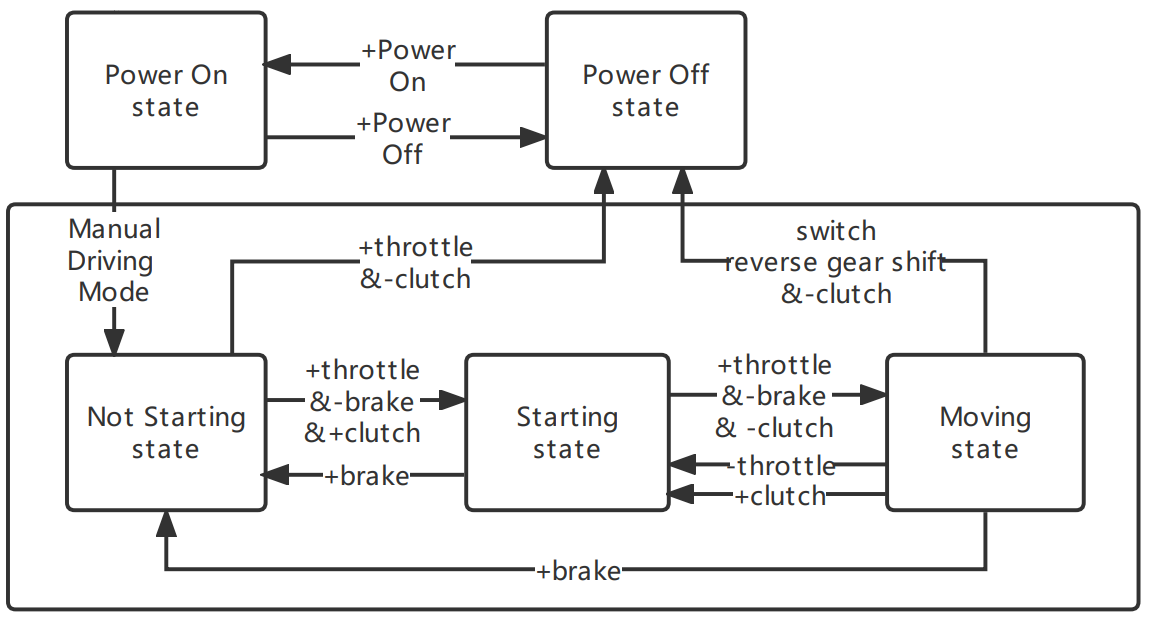 Power On
state
+Power
On
+Power
Off
Power Off
state
Manual
Driving
Mode
+throttle
&-clutch
switch
reverse gear shift
&-clutch
Not Starting
state
+throttle
&-brake
&+clutch
+brake
Starting
state
+throttle
&-brake
& -clutch
-throttle
+clutch
Moving
state
+brake